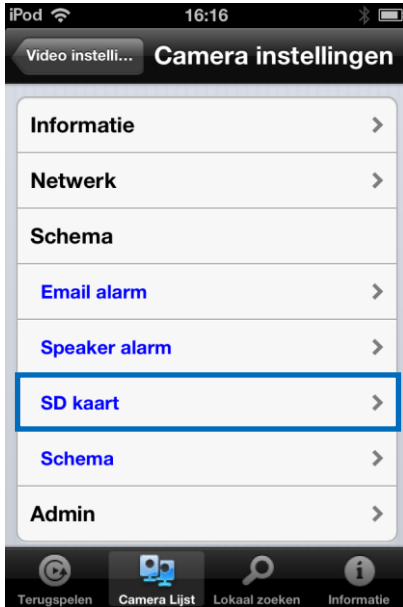 iPod 16:16
Video instelli... Camera instellingen
Informatie
Netwerk
Schema
Email alarm
Speaker alarm
SD kaart
Schema
Admin
Terugspelen Camera Lijst Lokaal zoeken Informatie